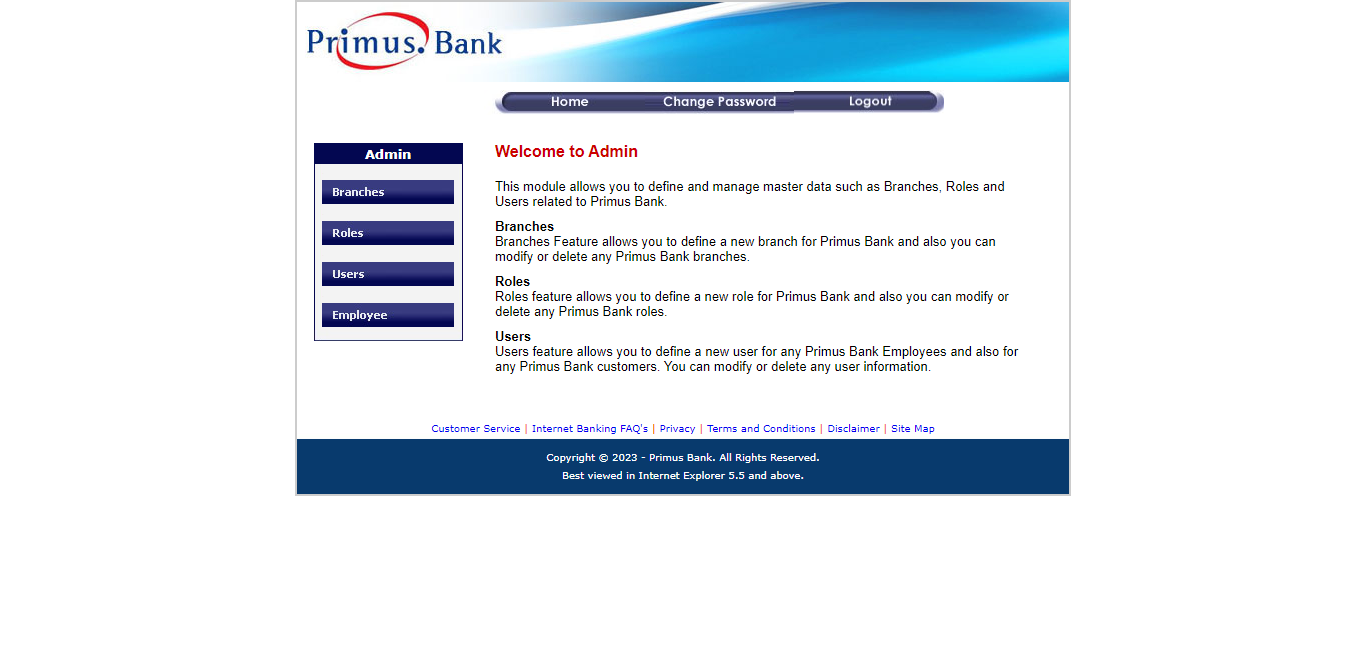 Primus. Bank
Home Change Password Logout
Admin
Branches
Roles
Users
Employee
Welcome to Admin
This module allows you to define and manage master data such as Branches, Roles and
Users related to Primus Bank.
Branches
Branches Feature allows you to define a new branch for Primus Bank and also you can
modify or delete any Primus Bank branches.
Roles
Roles feature allows you to define a new role for Primus Bank and also you can modify or
delete any Primus Bank roles.
Users
Users feature allows you to define a new user for any Primus Bank Employees and also for
any Primus Bank customers. You can modify or delete any user information.
Customer Service | Internet Banking FAQ's | Privacy | Terms and Conditions | Disclaimer | Site Map
Copyright © 2023 - Primus Bank. All Rights Reserved.
Best viewed in Internet Explorer 5.5 and above.